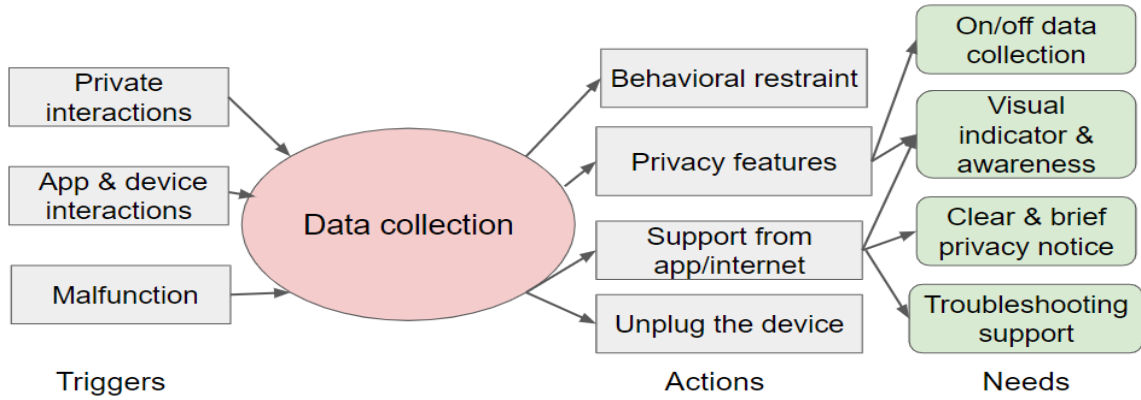 Private
interactions
App & device
interactions
Malfunction
Triggers
Data collection
Behavioral restraint
Privacy features
Support from
app/internet
Unplug the device
Actions
On/off data
collection
Visual
indicator &
awareness
Clear & brief
privacy notice
Troubleshooting
support
Needs